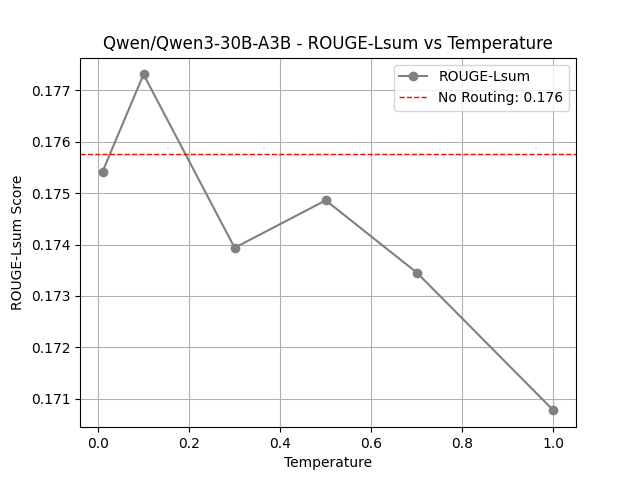 Qwen/Qwen3-30B-A3B - ROUGE-Lsum vs Temperature
ROUGE-Lsum
No Routing: 0.176
ROUGE-Lsum Score
0.177
0.176
0.175
0.174
0.173
0.172
0.171
0.0 0.2 0.4 0.6 0.8 1.0
Temperature